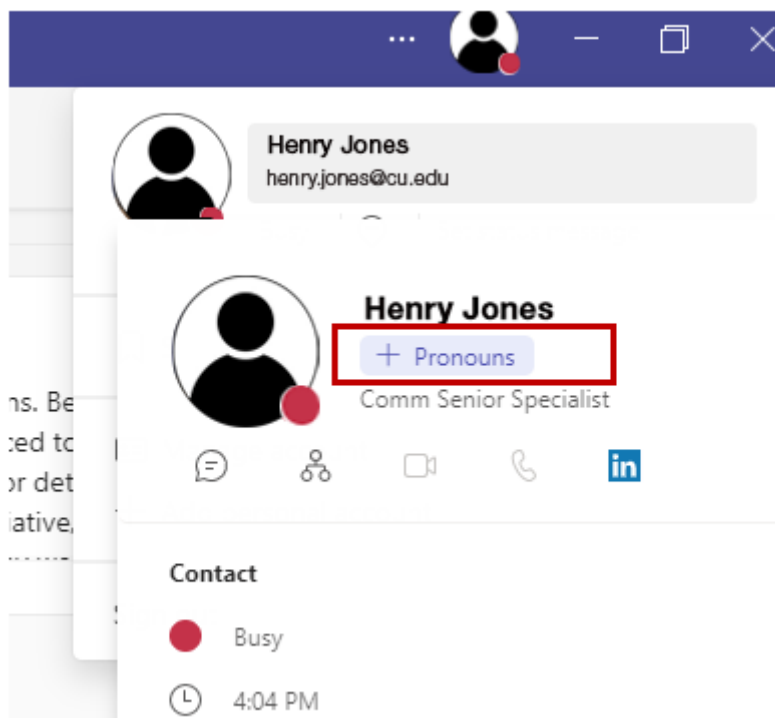 Henry Jones
henry.jones@cu.edu
Henry Jones
+ Pronouns
Comm Senior Specialist
ns. Be
ced to
or det
iative,
in
Contact
Busy
4:04 PM